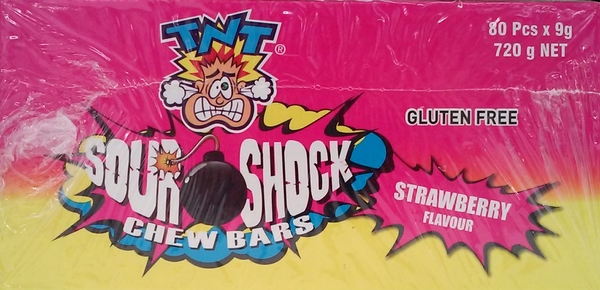 TNT®
80 Pcs x 9g
720 g NET
GLUTEN FREE
SOUR SHOCK
CHEW BARS
STRAWBERRY
FLAVOUR